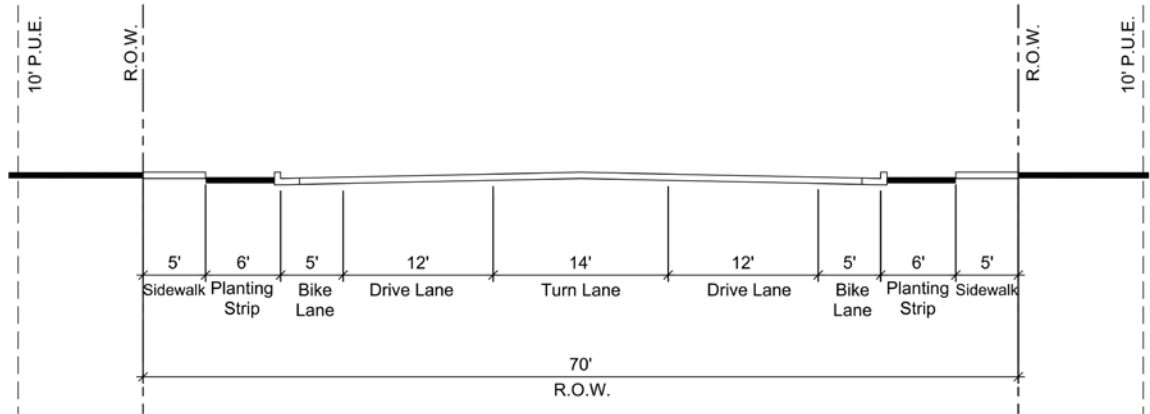 10' P.U.E.
R.O.W.
R.O.W.
10' P.U.E.
5' 6' 5' 12' 14' 12' 5' 6' 5'
Sidewalk Planting Strip Bike Lane Drive Lane Turn Lane Drive Lane Bike Lane Planting Strip Sidewalk
70'
R.O.W.